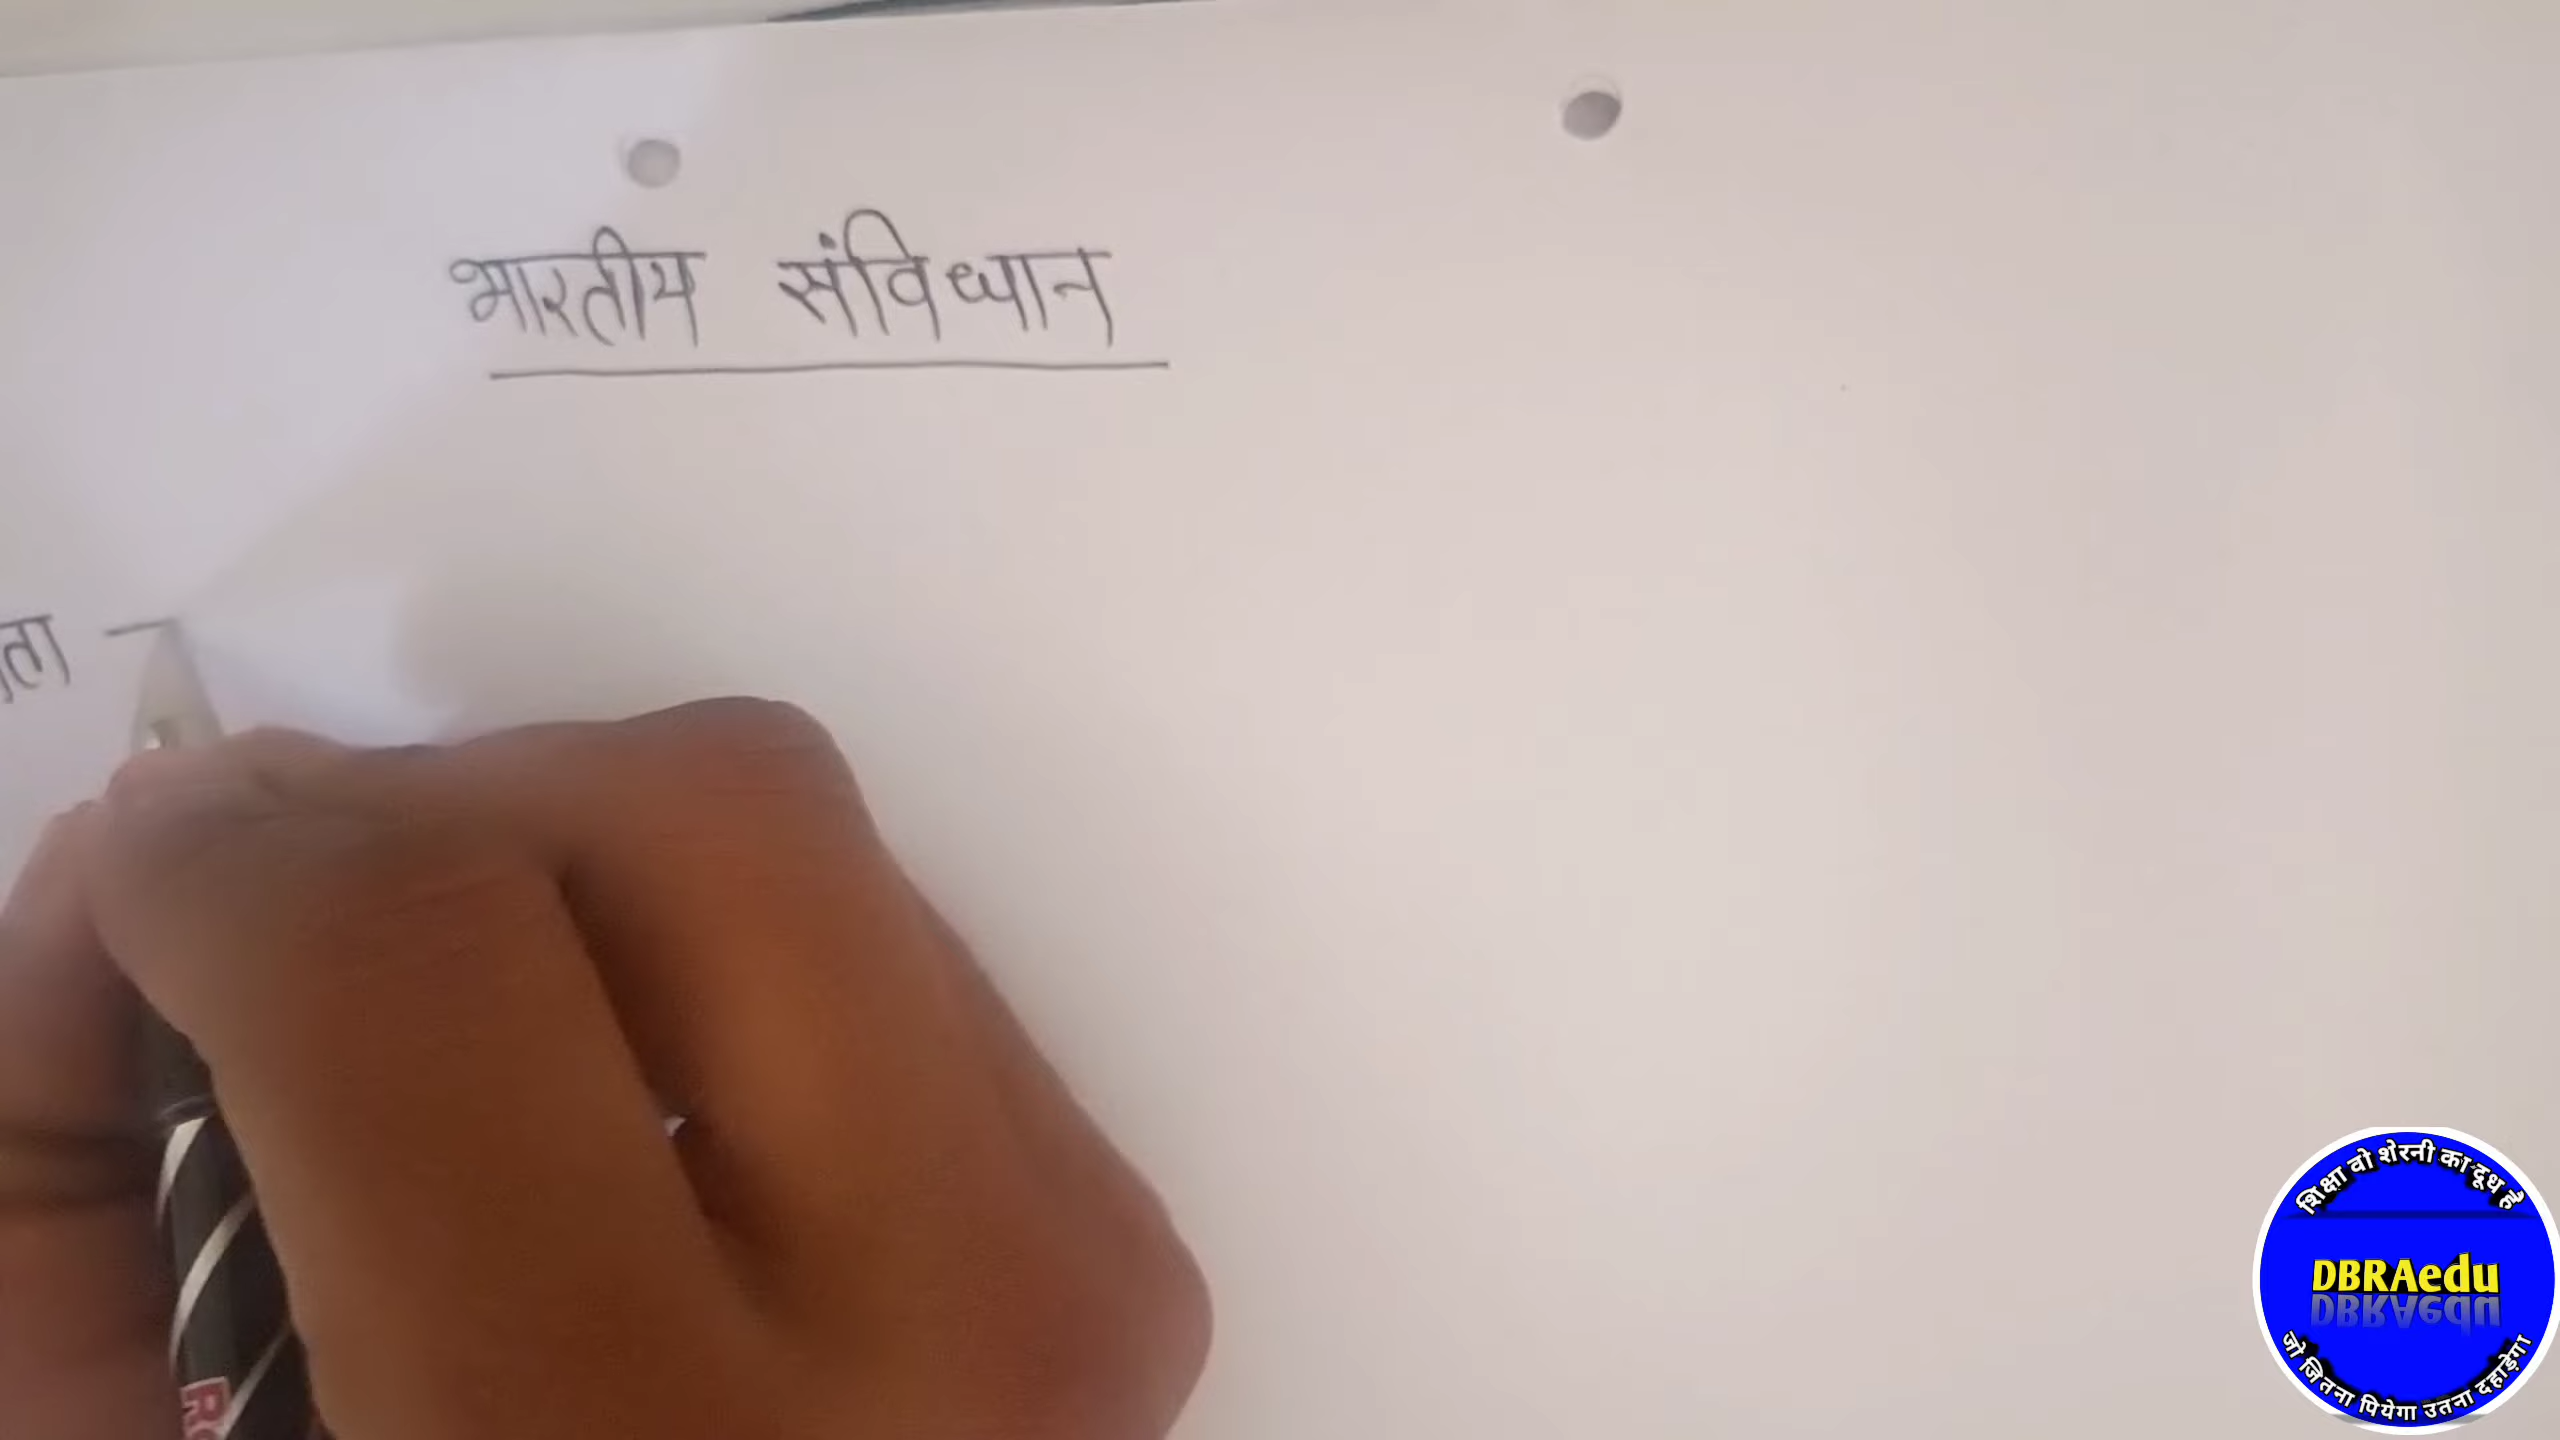 भारतीय संविधान
शिक्षा वो शेरनी का दूध है
DBRAedu
जो जितना पियेगा उतना दहाड़ेगा